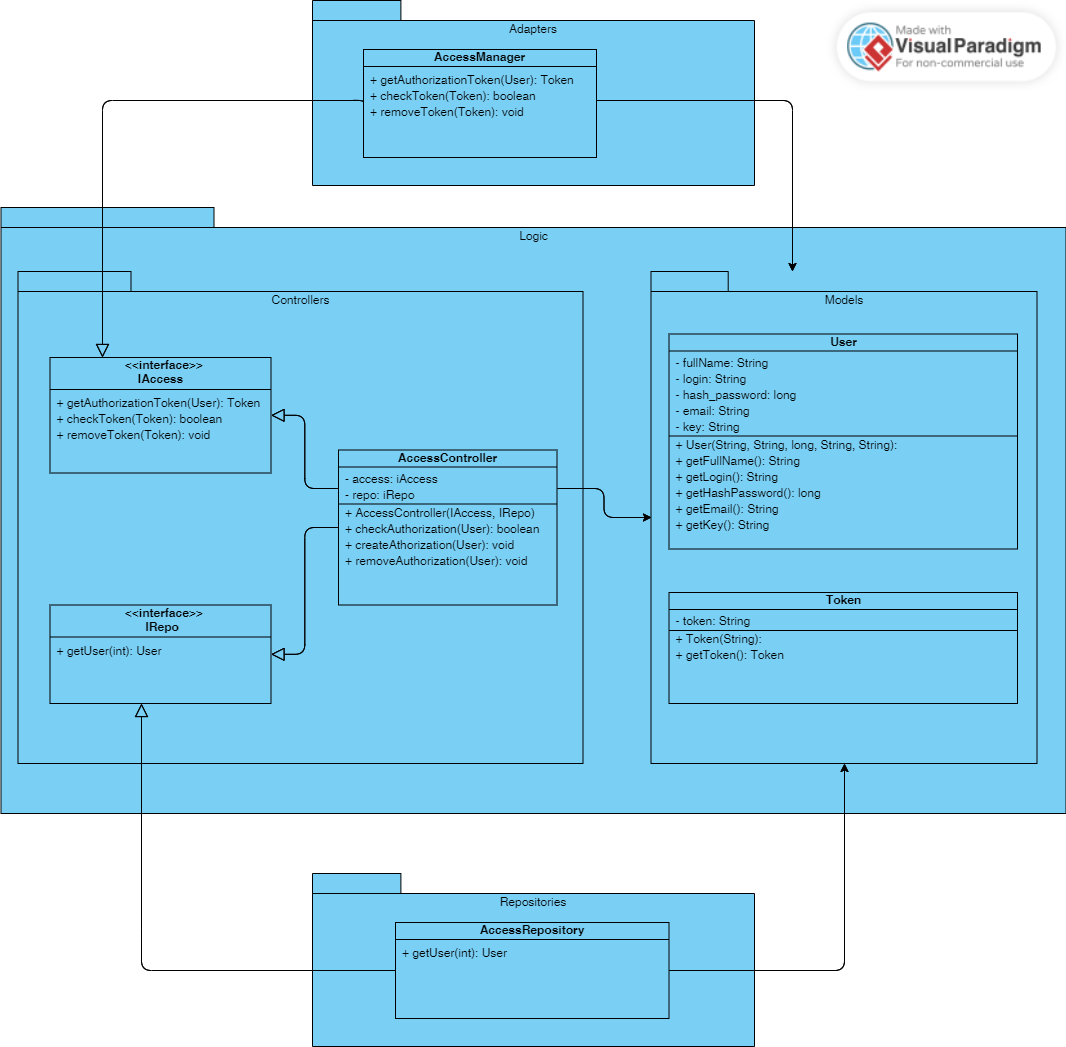 Made with
VisualParadigm
For non-commercial use
Adapters
AccessManager
+ getAuthorizationToken(User): Token
+ checkToken(Token): boolean
+ removeToken(Token): void
Logic
Controllers
<<interface>>
IAccess
+ getAuthorizationToken(User): Token
+ checkToken(Token): boolean
+ removeToken(Token): void
AccessController
- access: iAccess
- repo: iRepo
+ AccessController(IAccess, IRepo)
+ checkAuthorization(User): boolean
+ createAthorization(User): void
+ removeAuthorization(User): void
<<interface>>
IRepo
+ getUser(int): User
Models
User
- fullName: String
- login: String
- hash_password: long
- email: String
- key: String
+ User(String, String, long, String, String):
+ getFullName(): String
+ getLogin(): String
+ getHashPassword(): long
+ getEmail(): String
+ getKey(): String
Token
- token: String
+ Token(String):
+ getToken(): Token
Repositories
AccessRepository
+ getUser(int): User